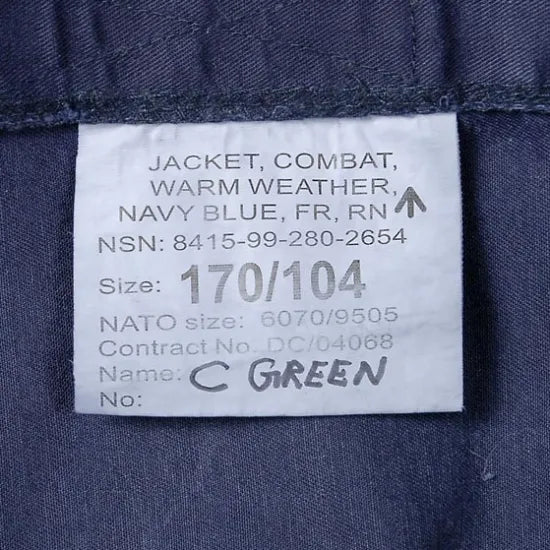 JACKET, COMBAT,
WARM WEATHER,
NAVY BLUE, FR, RN
NSN: 8415-99-280-2654
Size: 170/104
NATO size: 6070/9505
Contract No. DC/04068
Name: C GREEN
No: